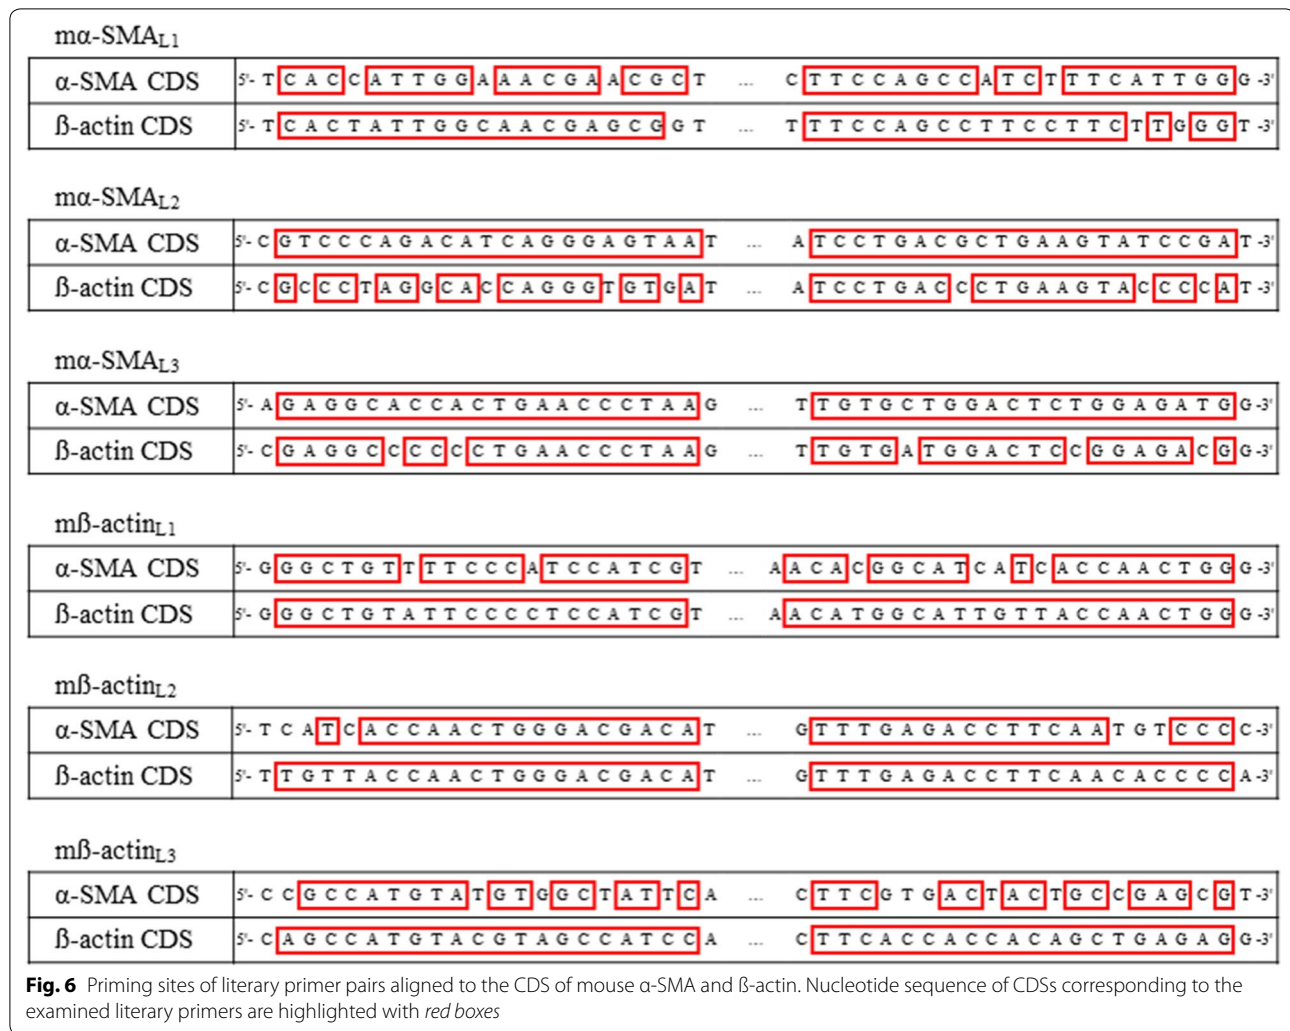 mα-SMAL1
α-SMA CDS 5'- T C A C C A T T G G A A A C G A A C G C T ... C T T C C A G C C A T C T T T C A T T G G G -3'
ß-actin CDS 5'- T C A C T A T T G G C A A C G A G C G G T ... T T T C C A G C C T T C C T T C T T G G G T -3'
mα-SMAL2
α-SMA CDS 5'- C G T C C C A G A C A T C A G G G A G T A A T ... A T C C T G A C G C T G A A G T A T C C G A T -3'
ß-actin CDS 5'- C G C C C T A G G C A C C A G G G T G T G A T ... A T C C T G A C C C T G A A G T A C C C C A T -3'
mα-SMAL3
α-SMA CDS 5'- A G A G G C A C C A C T G A A C C C T A A G ... T T G T G C T G G A C T C T G G A G A T G G -3'
ß-actin CDS 5'- C G A G G C C C C C C T G A A C C C T A A G ... T T G T G A T G G A C T C C G G A G A C G G -3'
mß-actinL1
α-SMA CDS 5'- G G G C T G T T T T C C C A T C C A T C G T ... A A C A C G G C A T C A T C A C C A A C T G G G -3'
ß-actin CDS 5'- G G G C T G T A T T C C C C T C C A T C G T ... A A C A T G G C A T T G T T A C C A A C T G G G -3'
mß-actinL2
α-SMA CDS 5'- T C A T C A C C A A C T G G G A C G A C A T ... G T T T G A G A C C T T C A A T G T C C C C -3'
ß-actin CDS 5'- T T G T T A C C A A C T G G G A C G A C A T ... G T T T G A G A C C T T C A A C A C C C C A -3'
mß-actinL3
α-SMA CDS 5'- C C G C C A T G T A T G T G G C T A T T C A ... C T T C G T G A C T A C T G C C G A G C G T -3'
ß-actin CDS 5'- C A G C C A T G T A C G T A G C C A T C C A ... C T T C A C C A C C A C A G C T G A G A G G -3'
Fig. 6 Priming sites of literary primer pairs aligned to the CDS of mouse α-SMA and ß-actin. Nucleotide sequence of CDSs corresponding to the
examined literary primers are highlighted with red boxes